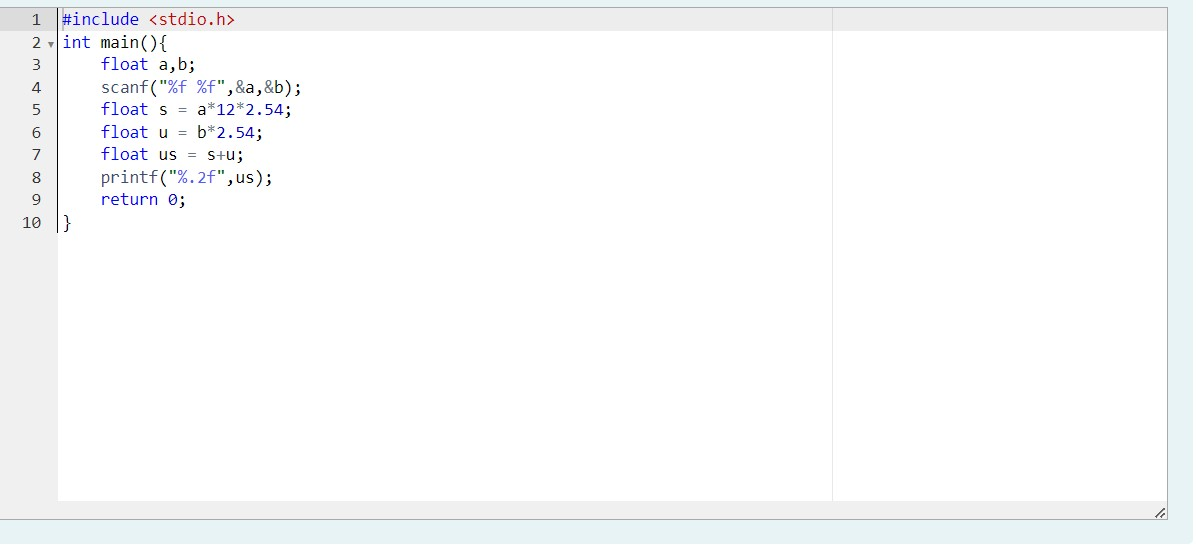 1 #include <stdio.h>
2 int main(){
3 float a,b;
4 scanf("%f %f",&a,&b);
5 float s = a*12*2.54;
6 float u = b*2.54;
7 float us = s+u;
8 printf("%.2f",us);
9 return 0;
10 }